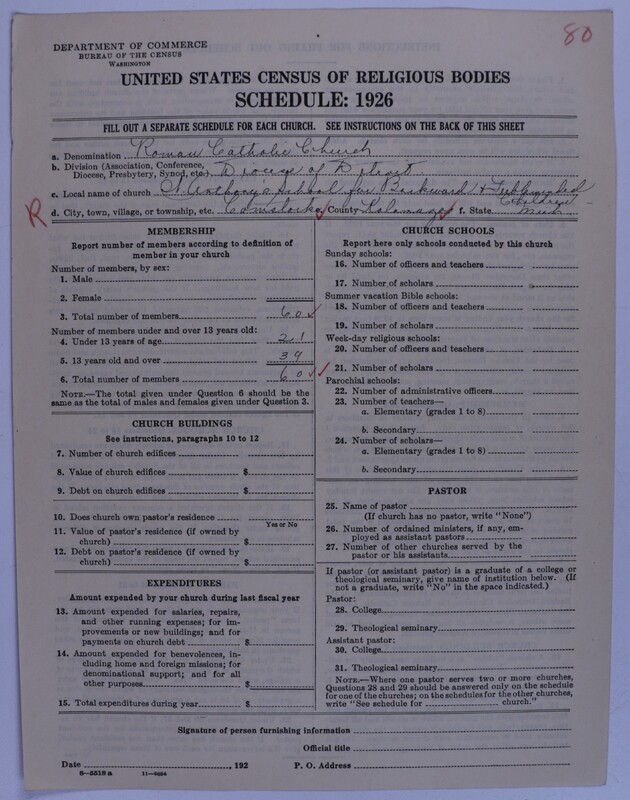 80
DEPARTMENT OF COMMERCE
BUREAU OF THE CENSUS
WASHINGTON
UNITED STATES CENSUS OF RELIGIOUS BODIES
SCHEDULE: 1926
FILL OUT A SEPARATE SCHEDULE FOR EACH CHURCH. SEE INSTRUCTIONS ON THE BACK OF THIS SHEET
a. Denomination Roman Catholic Church
b. Division (Association, Conference, Diocese, Presbytery, Synod, etc.) Diocese of Detroit
c. Local name of church St. Anthony's School for Backward & Feebleminded Children
R d. City, town, village, or township, etc. Comstock County Kalamazoo f. State Mich
MEMBERSHIP
Report number of members according to definition of
member in your church
Number of members, by sex:
1. Male
2. Female
3. Total number of members 60 ✓
Number of members under and over 13 years old:
4. Under 13 years of age 21
5. 13 years old and over 39
6. Total number of members 60 ✓
NOTE.—The total given under Question 6 should be
same as the total of males and females given under Question 3.
CHURCH BUILDINGS
See instructions, paragraphs 10 to 12
7. Number of church edifices
8. Value of church edifices $
9. Debt on church edifices $
10. Does church own pastor's residence
Yes or No
11. Value of pastor's residence (if owned by
church) $
12. Debt on pastor's residence (if owned by
church) $
EXPENDITURES
Amount expended by your church during last fiscal year
13. Amount expended for salaries, repairs,
and other running expenses; for im-
provements or new buildings; and for
payments on church debt $
14. Amount expended for benevolences, in-
cluding home and foreign missions; for
denominational support; and for all
other purposes $
15. Total expenditures during year $
CHURCH SCHOOLS
Report here only schools conducted by this church
Sunday schools:
16. Number of officers and teachers
17. Number of scholars
Summer vacation Bible schools:
18. Number of officers and teachers
19. Number of scholars
Week-day religious schools:
20. Number of officers and teachers
21. Number of scholars
Parochial schools:
22. Number of administrative officers
23. Number of teachers—
a. Elementary (grades 1 to 8)
b. Secondary
24. Number of scholars—
a. Elementary (grades 1 to 8)
b. Secondary
PASTOR
25. Name of pastor
(If church has no pastor, write "None")
26. Number of ordained ministers, if any, em-
ployed as assistant pastors
27. Number of other churches served by the
pastor or his assistants
If pastor (or assistant pastor) is a graduate of a college or
theological seminary, give name of institution below. (If
not a graduate, write "No" in the space indicated.)
Pastor:
28. College
29. Theological seminary
Assistant pastor:
30. College
31. Theological seminary
NOTE.—Where one pastor serves two or more churches,
Questions 28 and 29 should be answered only on the schedule
for one of the churches; on the schedules for the other churches,
write "See schedule for church."
Signature of person furnishing information
Official title
Date , 192 P. O. Address
8—5518 a 11—9664